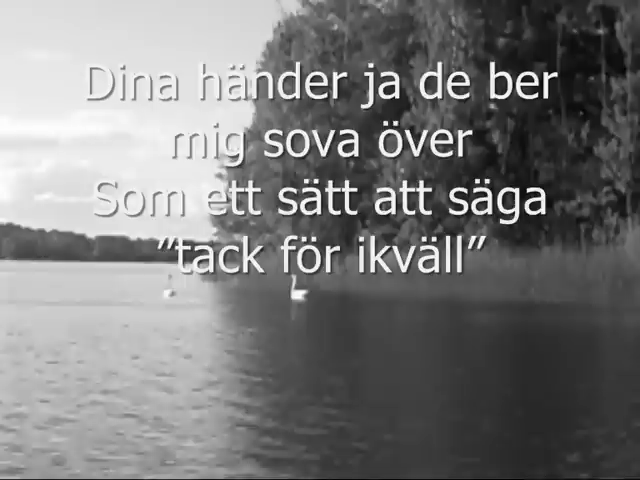 Dina händer ja de ber
mig sova över
Som ett sätt att säga
”tack för ikväll”